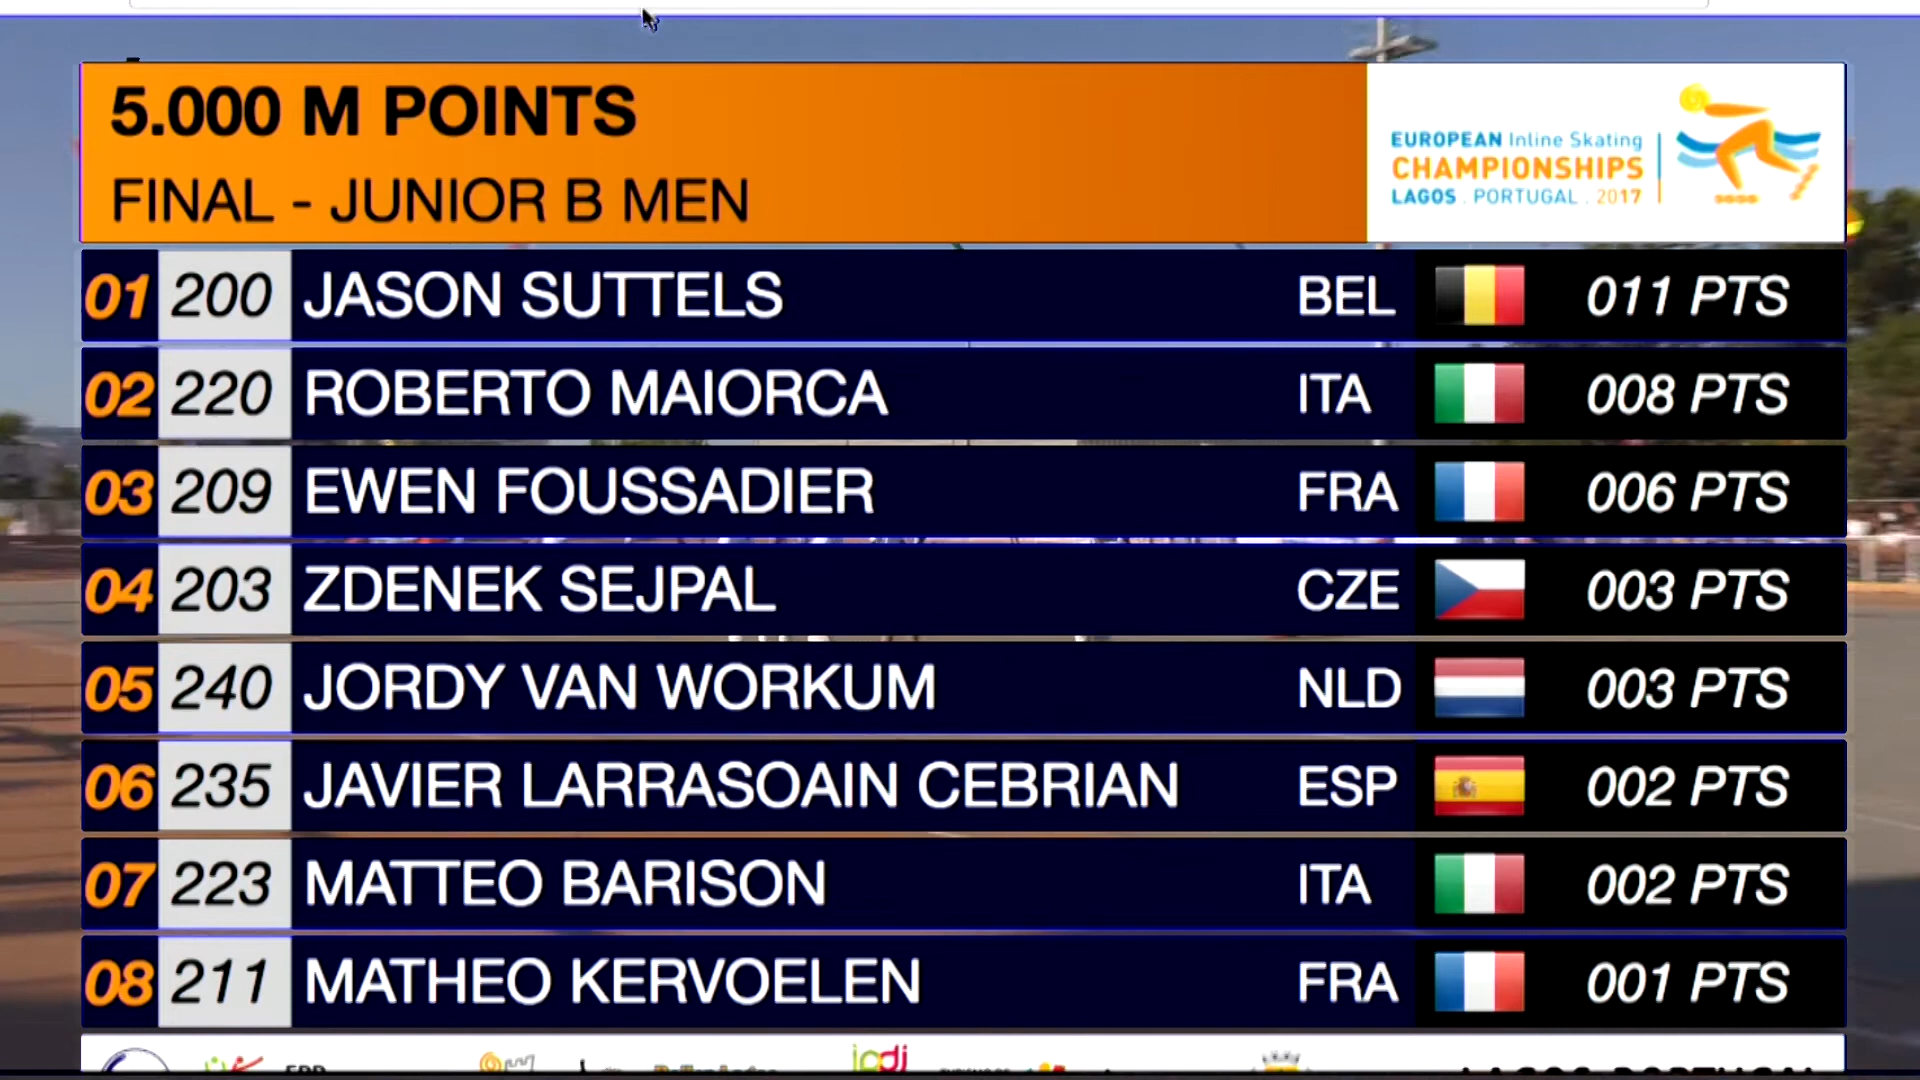 5.000 M POINTS
FINAL - JUNIOR B MEN
EUROPEAN Inline Skating
CHAMPIONSHIPS
LAGOS . PORTUGAL . 2017
01 200 JASON SUTTELS BEL 011 PTS
02 220 ROBERTO MAIORCA ITA 008 PTS
03 209 EWEN FOUSSADIER FRA 006 PTS
04 203 ZDENEK SEJPAL CZE 003 PTS
05 240 JORDY VAN WORKUM NLD 003 PTS
06 235 JAVIER LARRASOAIN CEBRIAN ESP 002 PTS
07 223 MATTEO BARISON ITA 002 PTS
08 211 MATHEO KERVOELEN FRA 001 PTS